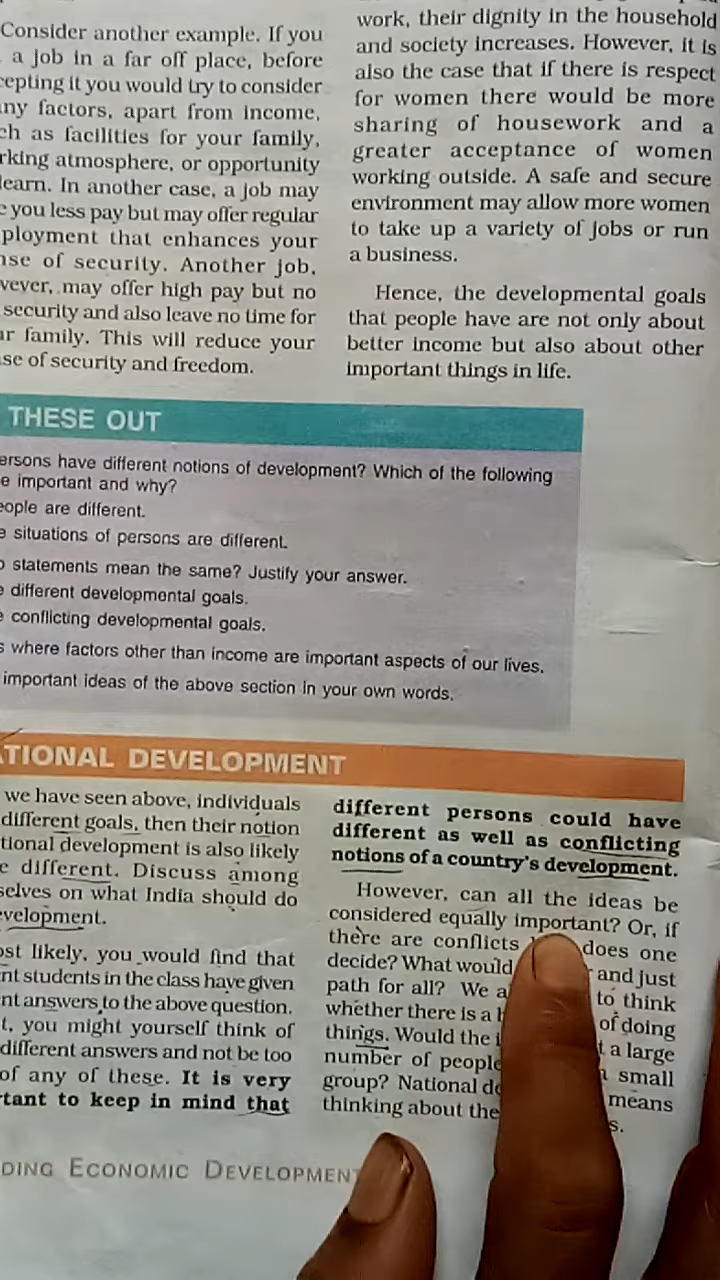 Consider another example. If you
a job in a far off place, before
cepting it you would try to consider
ny factors, apart from income,
ch as facilities for your family,
rking atmosphere, or opportunity
learn. In another case, a job may
e you less pay but may offer regular
ployment that enhances your
nse of security. Another job,
wever, may offer high pay but no
security and also leave no time for
ur family. This will reduce your
nse of security and freedom.
work, their dignity in the household
and society increases. However, it is
also the case that if there is respect
for women there would be more
sharing of housework and a
greater acceptance of women
working outside. A safe and secure
environment may allow more women
to take up a variety of jobs or run
a business.
Hence, the developmental goals
that people have are not only about
better income but also about other
important things in life.
THESE OUT
ersons have different notions of development? Which of the following
e important and why?
eople are different.
e situations of persons are different.
o statements mean the same? Justify your answer.
e different developmental goals.
e conflicting developmental goals.
s where factors other than income are important aspects of our lives.
important ideas of the above section in your own words.
ATIONAL DEVELOPMENT
we have seen above, individuals
different goals, then their notion
tional development is also likely
e different. Discuss among
selves on what India should do
evelopment.
ost likely, you would find that
nt students in the class have given
nt answers to the above question.
t, you might yourself think of
different answers and not be too
of any of these. It is very
tant to keep in mind that
different persons could have
different as well as conflicting
notions of a country's development.
However, can all the ideas be
considered equally important? Or, if
there are conflicts does one
decide? What would and just
path for all? We a to think
whether there is a of doing
things. Would the i a large
number of people small
group? National de means
thinking about the s.
DING ECONOMIC DEVELOPMENT